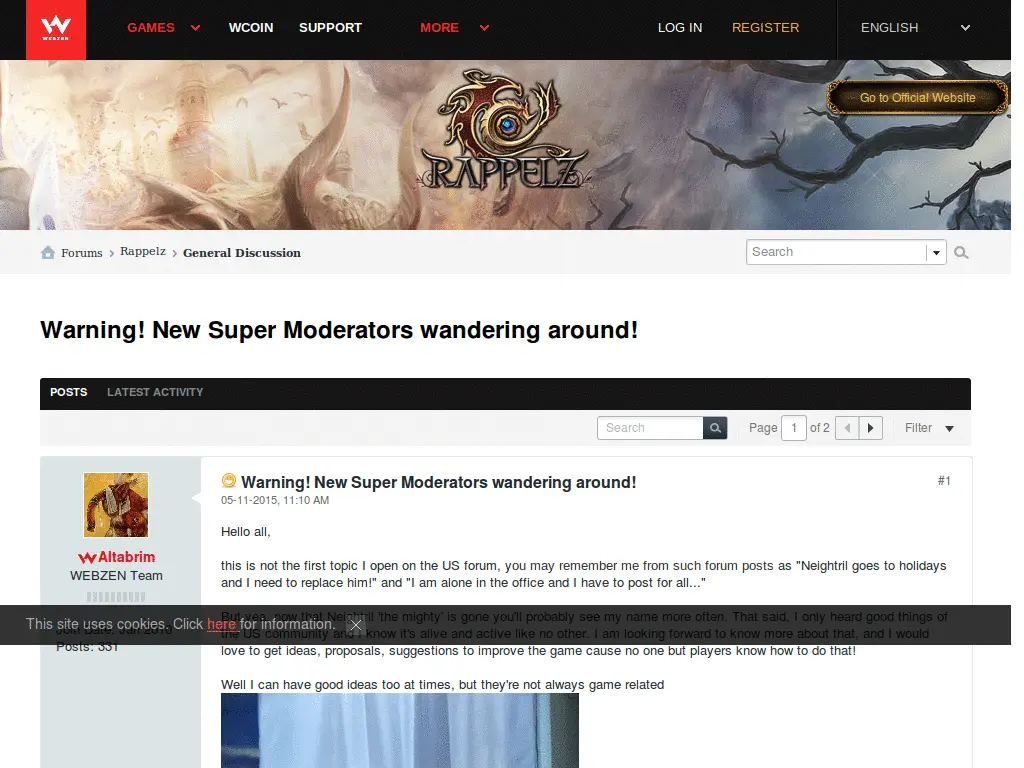 WEBZEN
GAMES
WCOIN
SUPPORT
MORE
LOG IN
REGISTER
ENGLISH
Go to Official Website
RAPPELZ
Forums
Rappelz
General Discussion
Search
Warning! New Super Moderators wandering around!
POSTS
LATEST ACTIVITY
Search
Page 1 of 2
Filter
Altabrim
WEBZEN Team
Join Date: Jan 2010
Posts: 331
Warning! New Super Moderators wandering around!
#1
05-11-2015, 11:10 AM
Hello all,
this is not the first topic I open on the US forum, you may remember me from such forum posts as "Neightril goes to holidays
and I need to replace him!" and "I am alone in the office and I have to post for all..."
But yea, now that Neightril 'the mighty' is gone you'll probably see my name more often. That said, I only heard good things of
the US community and I know it's alive and active like no other. I am looking forward to know more about that, and I would
love to get ideas, proposals, suggestions to improve the game cause no one but players know how to do that!
Well I can have good ideas too at times, but they're not always game related
This site uses cookies. Click here for information.